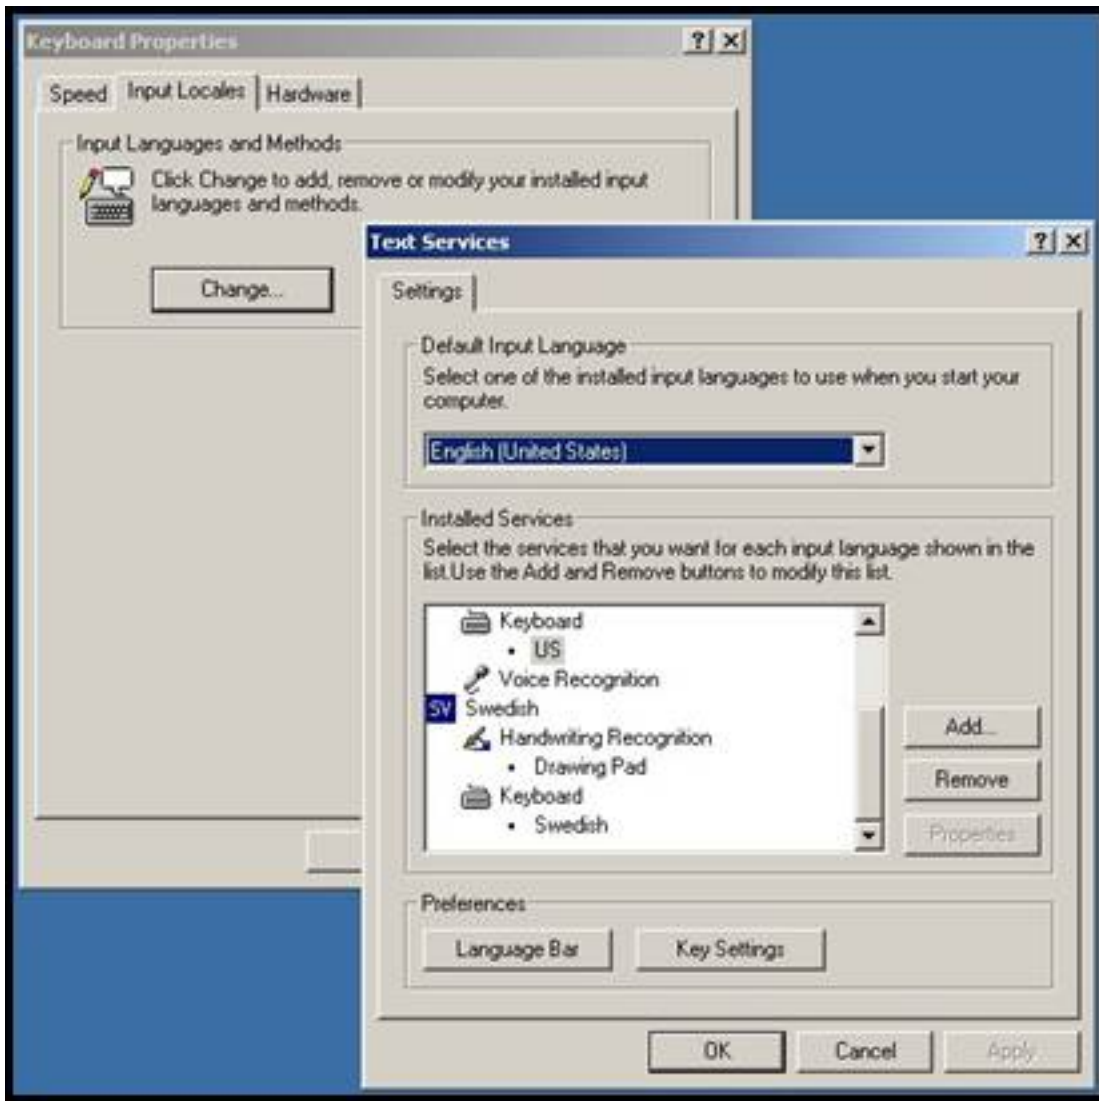 Keyboard Properties
Speed
Input Locales
Hardware
Input Languages and Methods
Click Change to add, remove or modify your installed input
languages and methods.
Change...
Text Services
Settings
Default Input Language
Select one of the installed input languages to use when you start your
computer.
English (United States)
Installed Services
Select the services that you want for each input language shown in the
list.Use the Add and Remove buttons to modify this list.
Keyboard
• US
Voice Recognition
SV Swedish
Handwriting Recognition
• Drawing Pad
Keyboard
• Swedish
Add...
Remove
Properties
Preferences
Language Bar
Key Settings
OK
Cancel
Apply